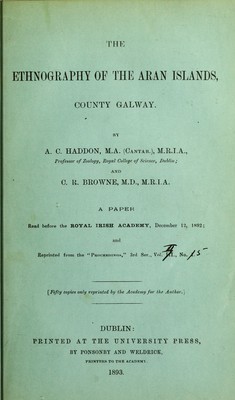 THE
ETHNOGRAPHY OF THE ARAN ISLANDS,
COUNTY GALWAY.
BY
A. C. HADDON, M.A. (CANTAB.), M.R.I.A.,
Professor of Zoology, Royal College of Science, Dublin;
AND
C. R. BROWNE, M.D., M.R.I.A.
A PAPER
Read before the ROYAL IRISH ACADEMY, December 12, 1892;
and
Reprinted from the "PROCEEDINGS," 3rd Ser., Vol. II., No. 5
[Fifty copies only reprinted by the Academy for the Author.]
DUBLIN:
PRINTED AT THE UNIVERSITY PRESS,
BY PONSONBY AND WELDRICK,
PRINTERS TO THE ACADEMY.
1893.